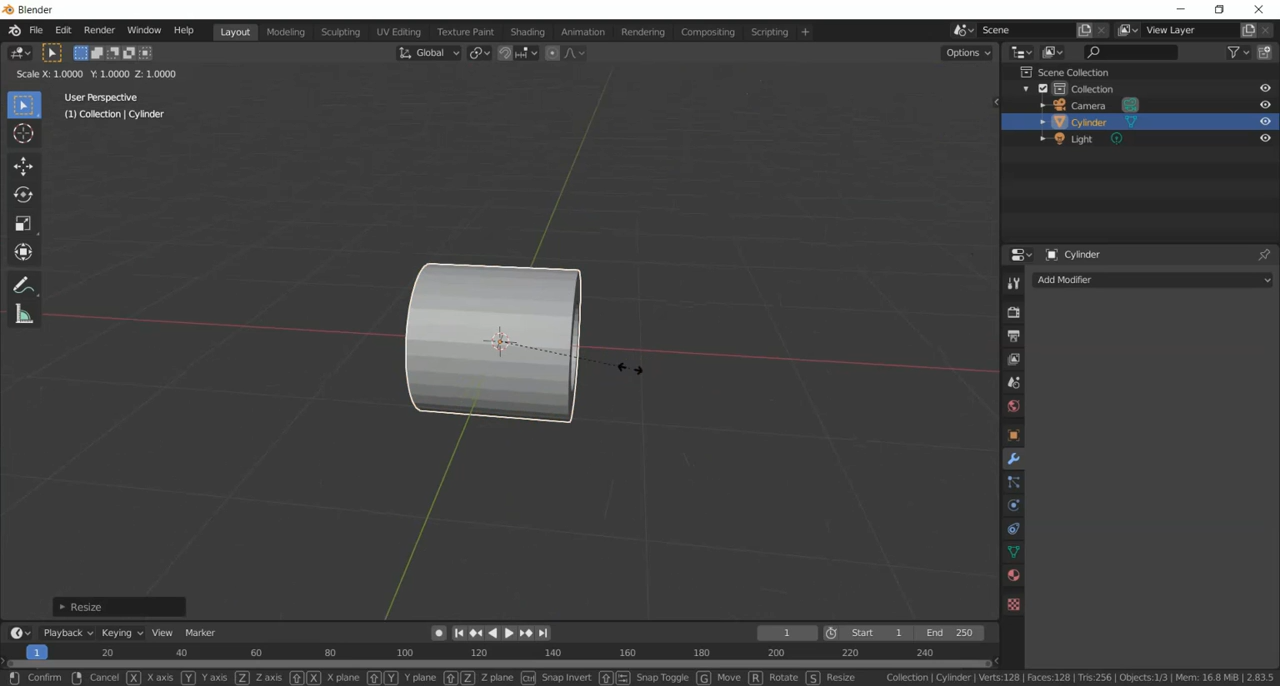 Blender
File Edit Render Window Help Layout Modeling Sculpting UV Editing Texture Paint Shading Animation Rendering Compositing Scripting + Scene View Layer
Global Options
Scale X: 1.0000 Y: 1.0000 Z: 1.0000
User Perspective
(1) Collection | Cylinder
Scene Collection
Collection
Camera
Cylinder
Light
Cylinder
Add Modifier
Resize
Playback Keying View Marker 1 Start 1 End 250
1 20 40 60 80 100 120 140 160 180 200 220 240
Confirm Cancel X X axis Y Y axis Z Z axis X X plane Y Y plane Z Z plane Ctrl Snap Invert Snap Toggle G Move R Rotate S Resize Collection | Cylinder | Verts:128 | Faces:128 | Tris:256 | Objects:1/3 | Mem: 16.8 MiB | 2.83.5